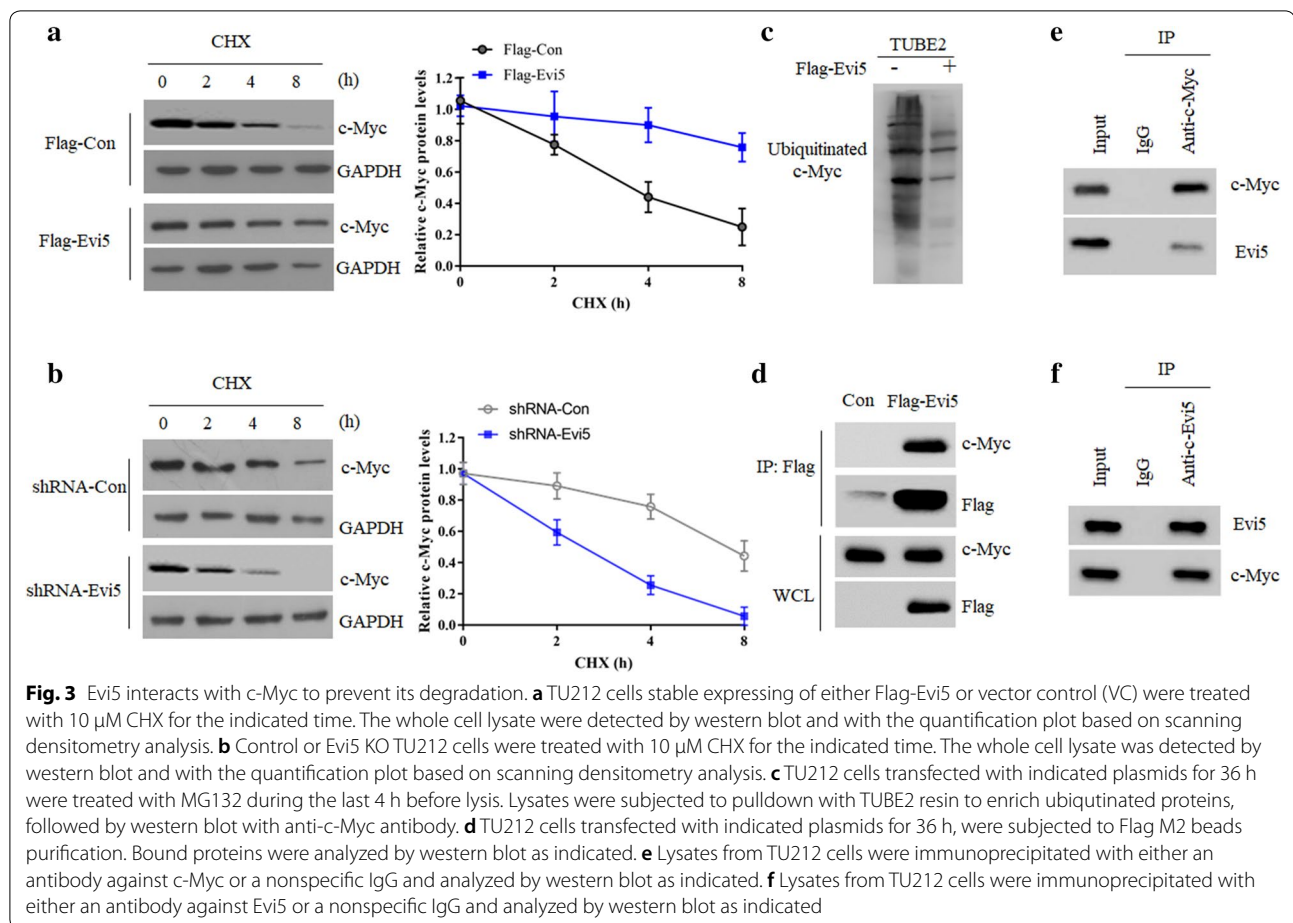 a
CHX
0 2 4 8 (h)
Flag-Con
c-Myc
GAPDH
Flag-Evi5
c-Myc
GAPDH
Flag-Con
Flag-Evi5
Relative c-Myc protein levels
1.2
1.0
0.8
0.6
0.4
0.2
0.0
0 2 4 8
CHX (h)
b
CHX
0 2 4 8 (h)
shRNA-Con
c-Myc
GAPDH
shRNA-Evi5
c-Myc
GAPDH
shRNA-Con
shRNA-Evi5
Relative c-Myc protein levels
1.2
1.0
0.8
0.6
0.4
0.2
0.0
0 2 4 8
CHX (h)
c
TUBE2
Flag-Evi5 - +
Ubiquitinated
c-Myc
d
Con Flag-Evi5
IP: Flag
c-Myc
Flag
WCL
c-Myc
Flag
e
IP
Input IgG Anti-c-Myc
c-Myc
Evi5
f
IP
Input IgG Anti-c-Evi5
Evi5
c-Myc
Fig. 3 Evi5 interacts with c-Myc to prevent its degradation. a TU212 cells stable expressing of either Flag-Evi5 or vector control (VC) were treated
with 10 µM CHX for the indicated time. The whole cell lysate were detected by western blot and with the quantification plot based on scanning
densitometry analysis. b Control or Evi5 KO TU212 cells were treated with 10 µM CHX for the indicated time. The whole cell lysate was detected by
western blot and with the quantification plot based on scanning densitometry analysis. c TU212 cells transfected with indicated plasmids for 36 h
were treated with MG132 during the last 4 h before lysis. Lysates were subjected to pulldown with TUBE2 resin to enrich ubiqutinated proteins,
followed by western blot with anti-c-Myc antibody. d TU212 cells transfected with indicated plasmids for 36 h, were subjected to Flag M2 beads
purification. Bound proteins were analyzed by western blot as indicated. e Lysates from TU212 cells were immunoprecipitated with either an
antibody against c-Myc or a nonspecific IgG and analyzed by western blot as indicated. f Lysates from TU212 cells were immunoprecipitated with
either an antibody against Evi5 or a nonspecific IgG and analyzed by western blot as indicated